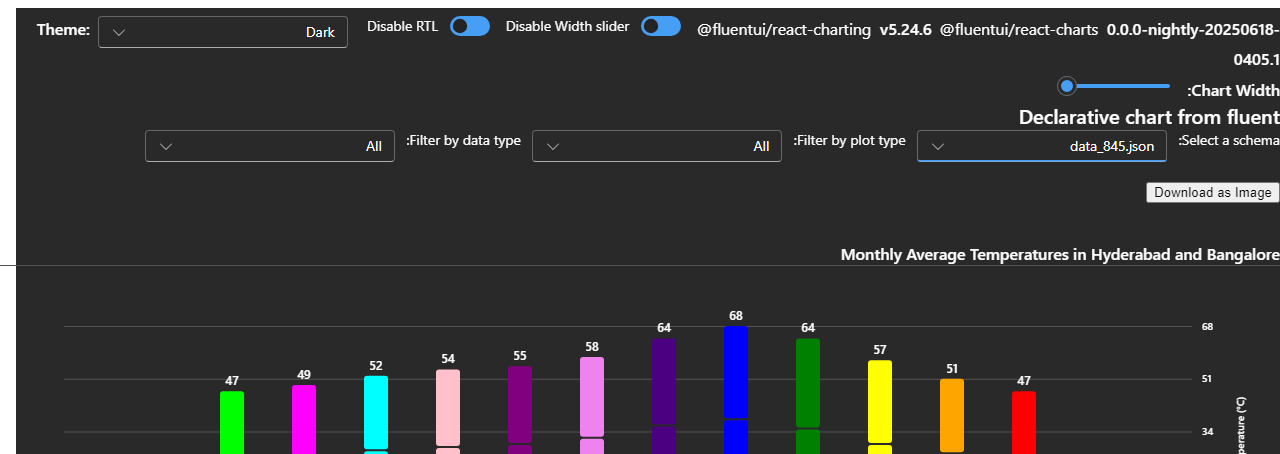 Theme:
Dark
Disable RTL
Disable Width slider
@fluentui/react-charting v5.24.6 @fluentui/react-charts 0.0.0-nightly-20250618-
0405.1
:Chart Width
Declarative chart from fluent
:Select a schema
data_845.json
:Filter by plot type
All
:Filter by data type
All
Download as Image
Monthly Average Temperatures in Hyderabad and Bangalore
47
49
52
54
55
58
64
68
64
57
51
47
68
51
34
(°C)